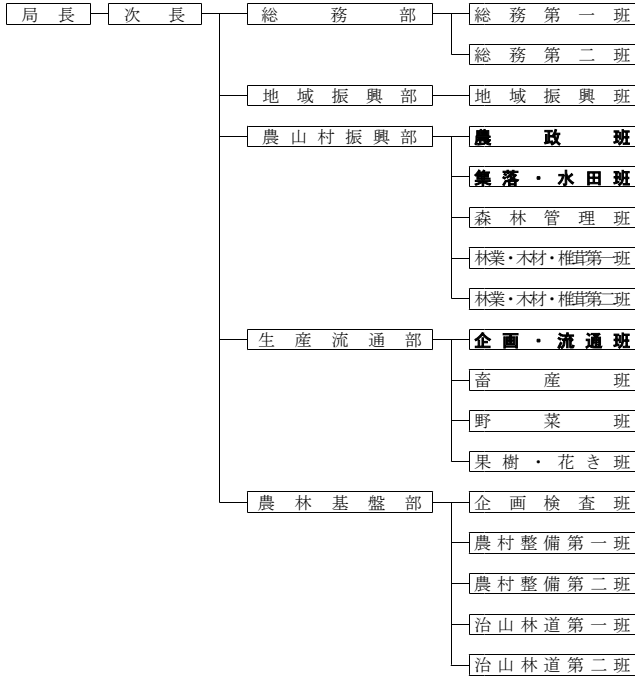 局長 次長 総務部 総務第一班
総務第二班
地域振興部 地域振興班
農山村振興部 農政班
集落・水田班
森林管理班
林業・木材・椎茸第一班
林業・木材・椎茸第二班
生産流通部 企画・流通班
畜産班
野菜班
果樹・花き班
農林基盤部 企画検査班
農村整備第一班
農村整備第二班
治山林道第一班
治山林道第二班